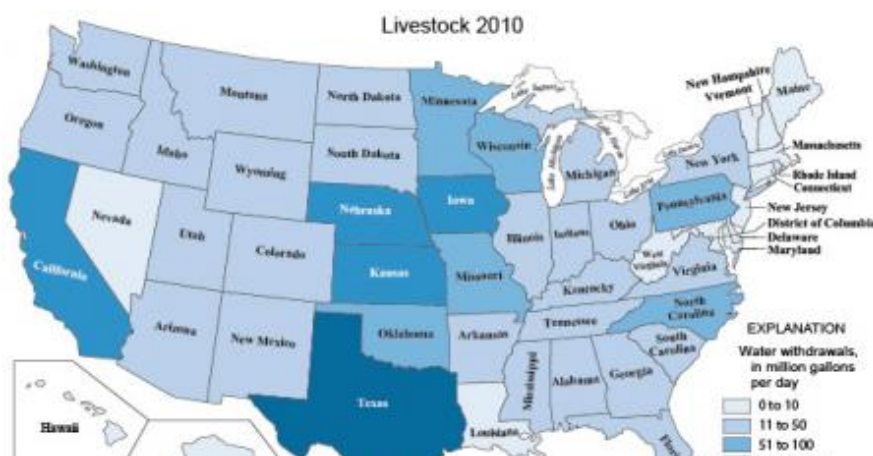 Livestock 2010
Washington
Montana
North Dakota
Minnesota
Lake Superior
New Hampshire
Vermont
Maine
Oregon
Idaho
Wyoming
South Dakota
Wisconsin
Lake Michigan
Michigan
New York
Massachusetts
Rhode Island
Connecticut
Nevada
Utah
Colorado
Nebraska
Iowa
Illinois
Indiana
Ohio
Pennsylvania
New Jersey
District of Columbia
Delaware
Maryland
California
Kansas
Missouri
Kentucky
West
Virginia
Virginia
Arizona
New Mexico
Oklahoma
Arkansas
Tennessee
North
Carolina
South
Carolina
Texas
Louisiana
Mississippi
Alabama
Georgia
Hawaii
EXPLANATION
Water withdrawals,
in million gallons
per day
0 to 10
11 to 50
51 to 100